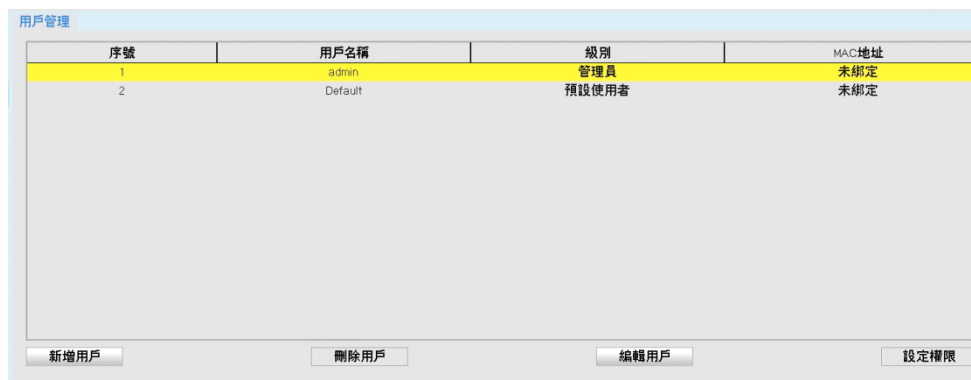 用戶管理
序號 用戶名稱 級別 MAC地址
1 admin 管理員 未綁定
2 Default 預設使用者 未綁定
新增用戶 刪除用戶 編輯用戶 設定權限